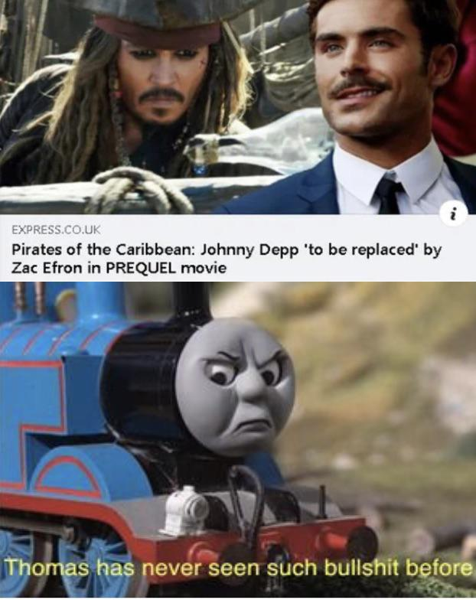 EXPRESS.CO.UK
Pirates of the Caribbean: Johnny Depp 'to be replaced' by
Zac Efron in PREQUEL movie
Thomas has never seen such bullshit before